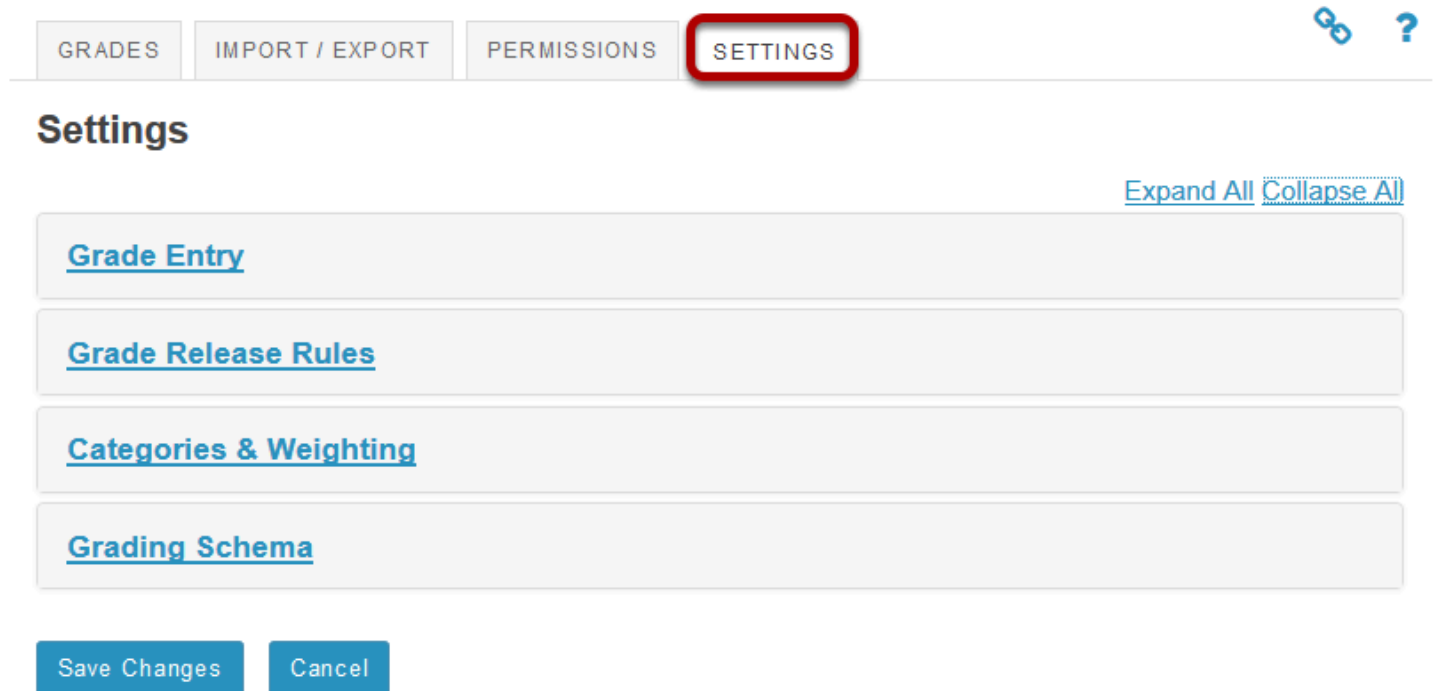 GRADES IMPORT / EXPORT PERMISSIONS SETTINGS ?
Settings
Expand All Collapse All
Grade Entry
Grade Release Rules
Categories & Weighting
Grading Schema
Save Changes Cancel